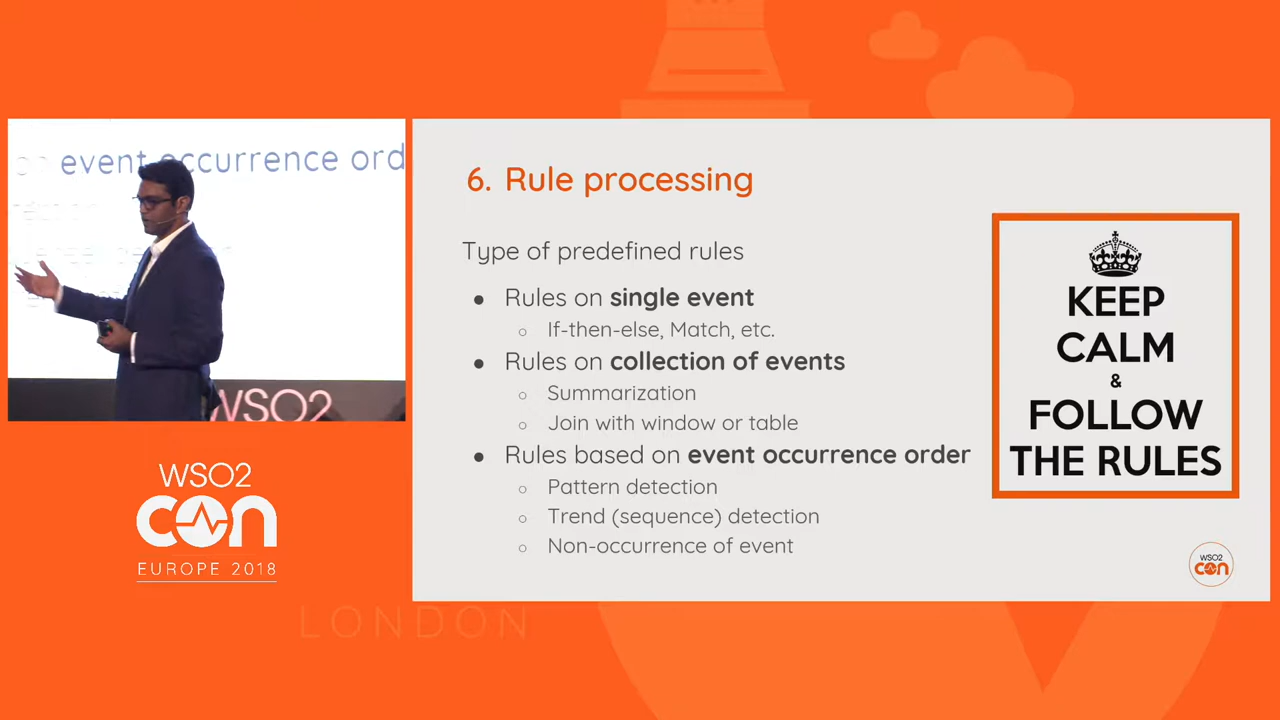 on event occurrence ord
WSO2
WSO2
con
EUROPE 2018
LONDON
6. Rule processing
Type of predefined rules
● Rules on single event
○ If-then-else, Match, etc.
● Rules on collection of events
○ Summarization
○ Join with window or table
● Rules based on event occurrence order
○ Pattern detection
○ Trend (sequence) detection
○ Non-occurrence of event
KEEP
CALM
&
FOLLOW
THE RULES
WSO2
con